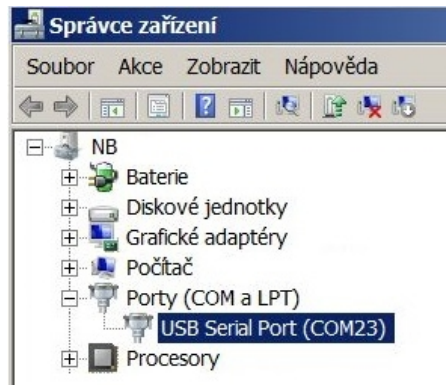 Správce zařízení
Soubor Akce Zobrazit Nápověda
NB
Baterie
Diskové jednotky
Grafické adaptéry
Počítač
Porty (COM a LPT)
USB Serial Port (COM23)
Procesory